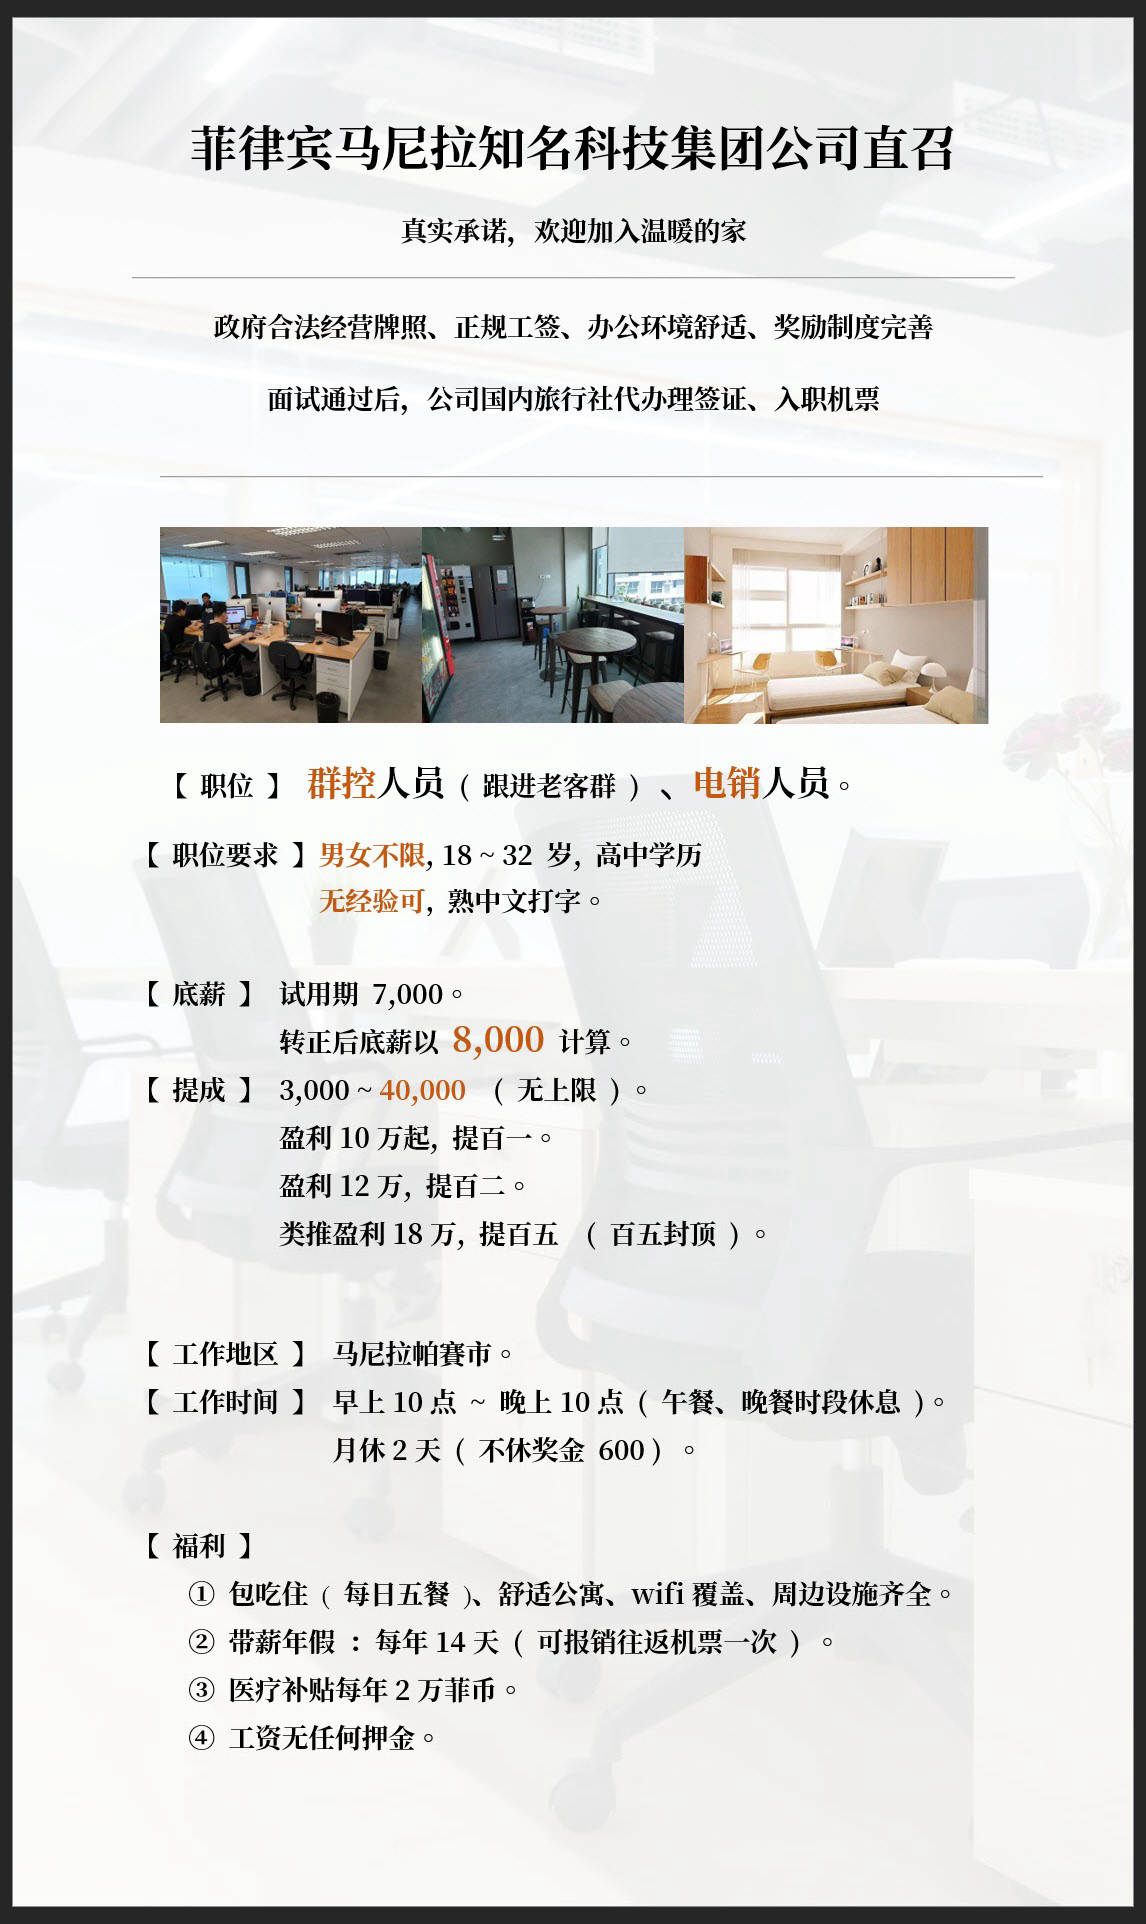 菲律宾马尼拉知名科技集团公司直召
真实承诺，欢迎加入温暖的家
政府合法经营牌照、正规工签、办公环境舒适、奖励制度完善
面试通过后，公司国内旅行社代办理签证、入职机票
【 职位 】 群控人员（ 跟进老客群 ）、电销人员。
【 职位要求 】男女不限, 18 ~ 32 岁, 高中学历
无经验可, 熟中文打字。
【 底薪 】 试用期 7,000。
转正后底薪以 8,000 计算。
【 提成 】 3,000 ~ 40,000 （ 无上限 ）。
盈利 10 万起, 提百一。
盈利 12 万, 提百二。
类推盈利 18 万, 提百五 （ 百五封顶 ）。
【 工作地区 】 马尼拉帕賽市。
【 工作时间 】 早上 10 点 ~ 晚上 10 点（ 午餐、晚餐时段休息 ）。
月休 2 天（ 不休奖金 600 ）。
【 福利 】
① 包吃住（ 每日五餐 ）、舒适公寓、wifi 覆盖、周边设施齐全。
② 带薪年假 ：每年 14 天（ 可报销往返机票一次 ）。
③ 医疗补贴每年 2 万菲币。
④ 工资无任何押金。